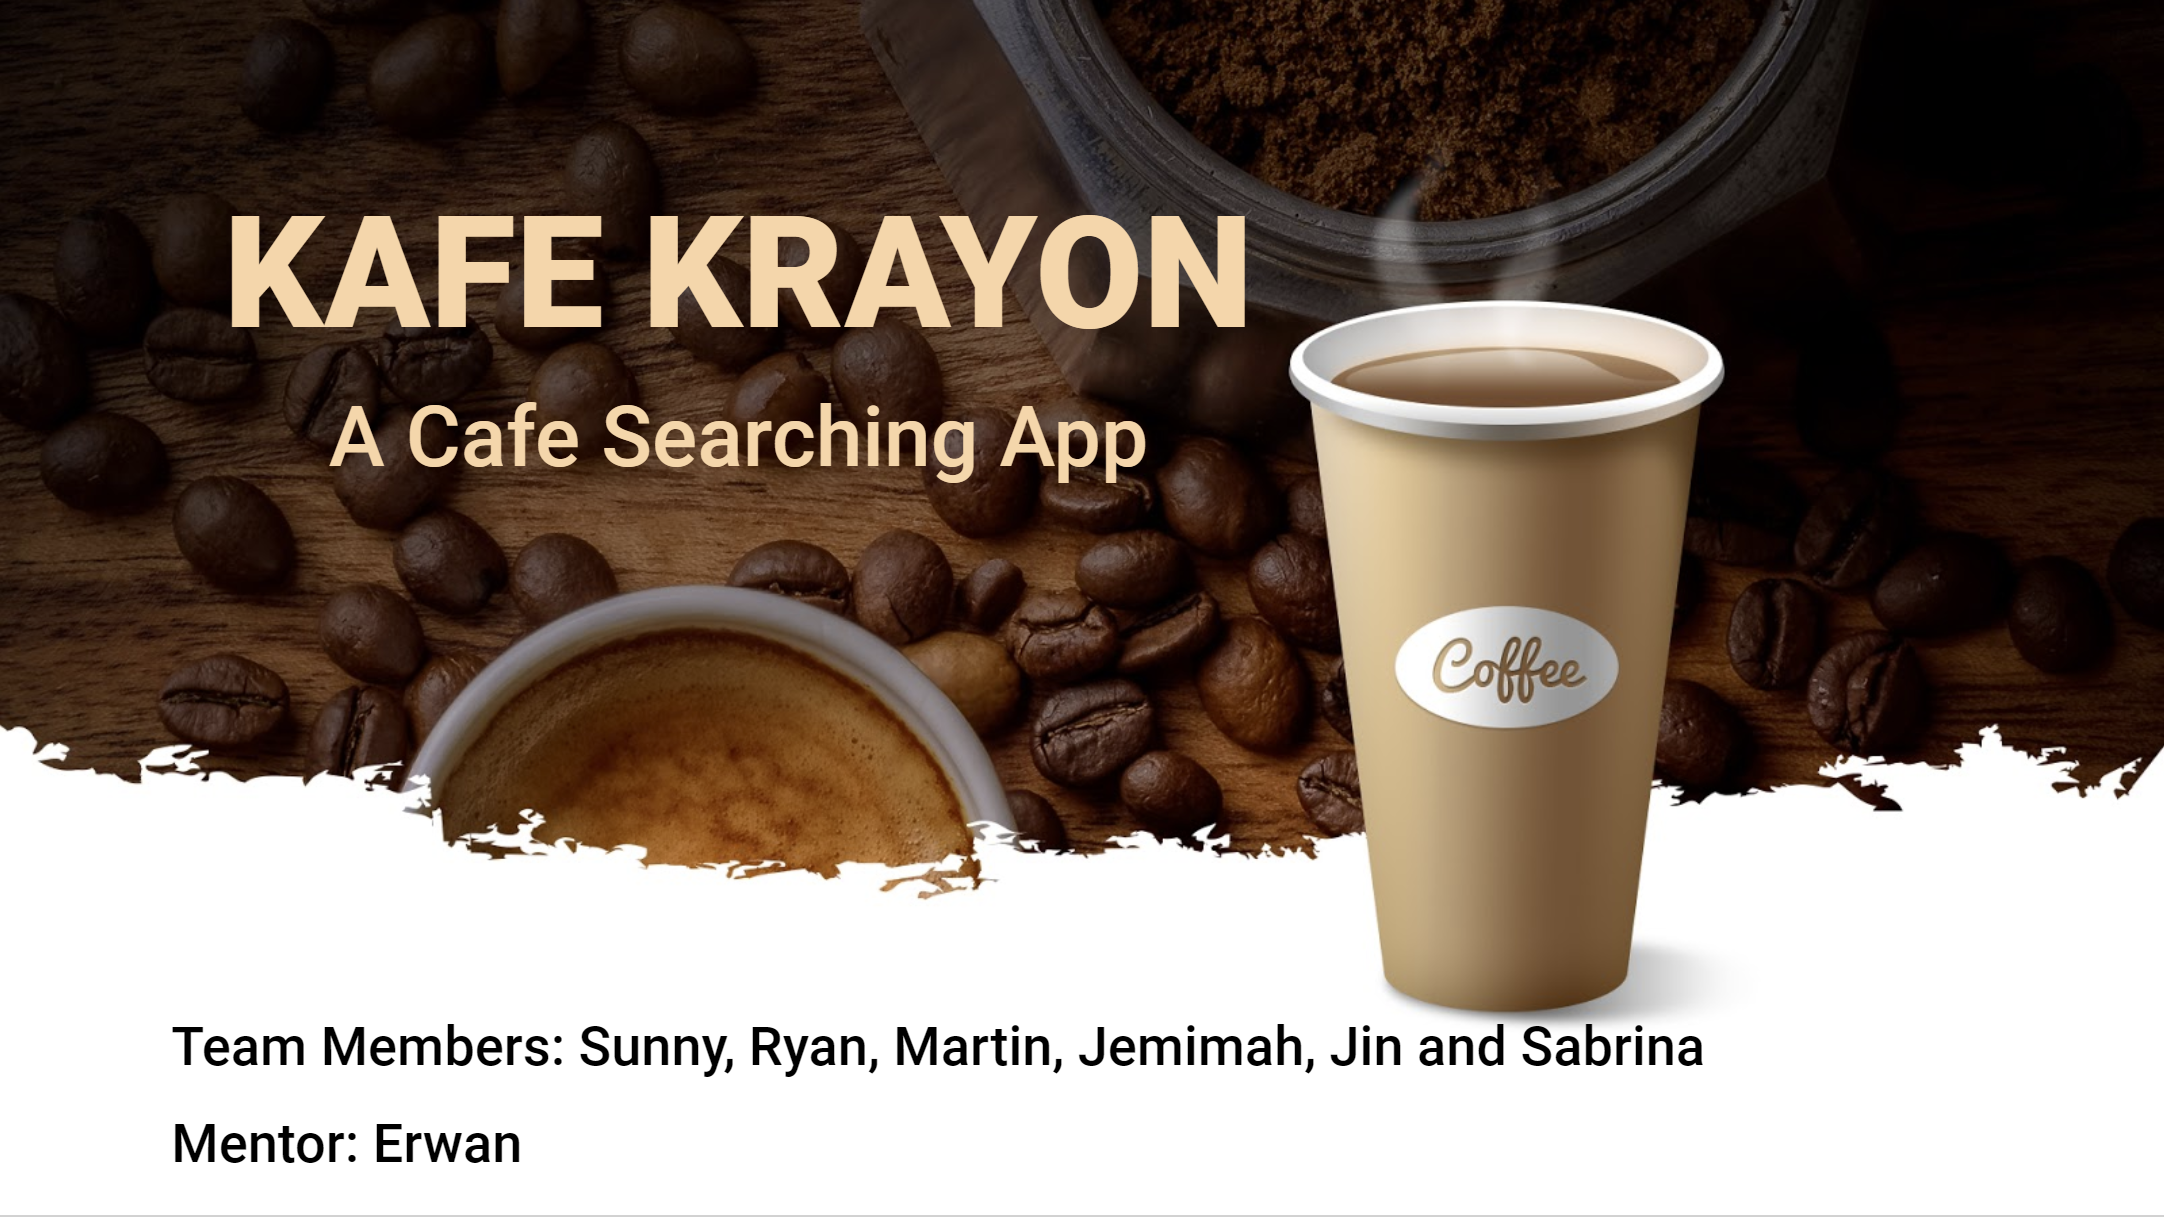 KAFE KRAYON
A Cafe Searching App
Coffee
Team Members: Sunny, Ryan, Martin, Jemimah, Jin and Sabrina
Mentor: Erwan